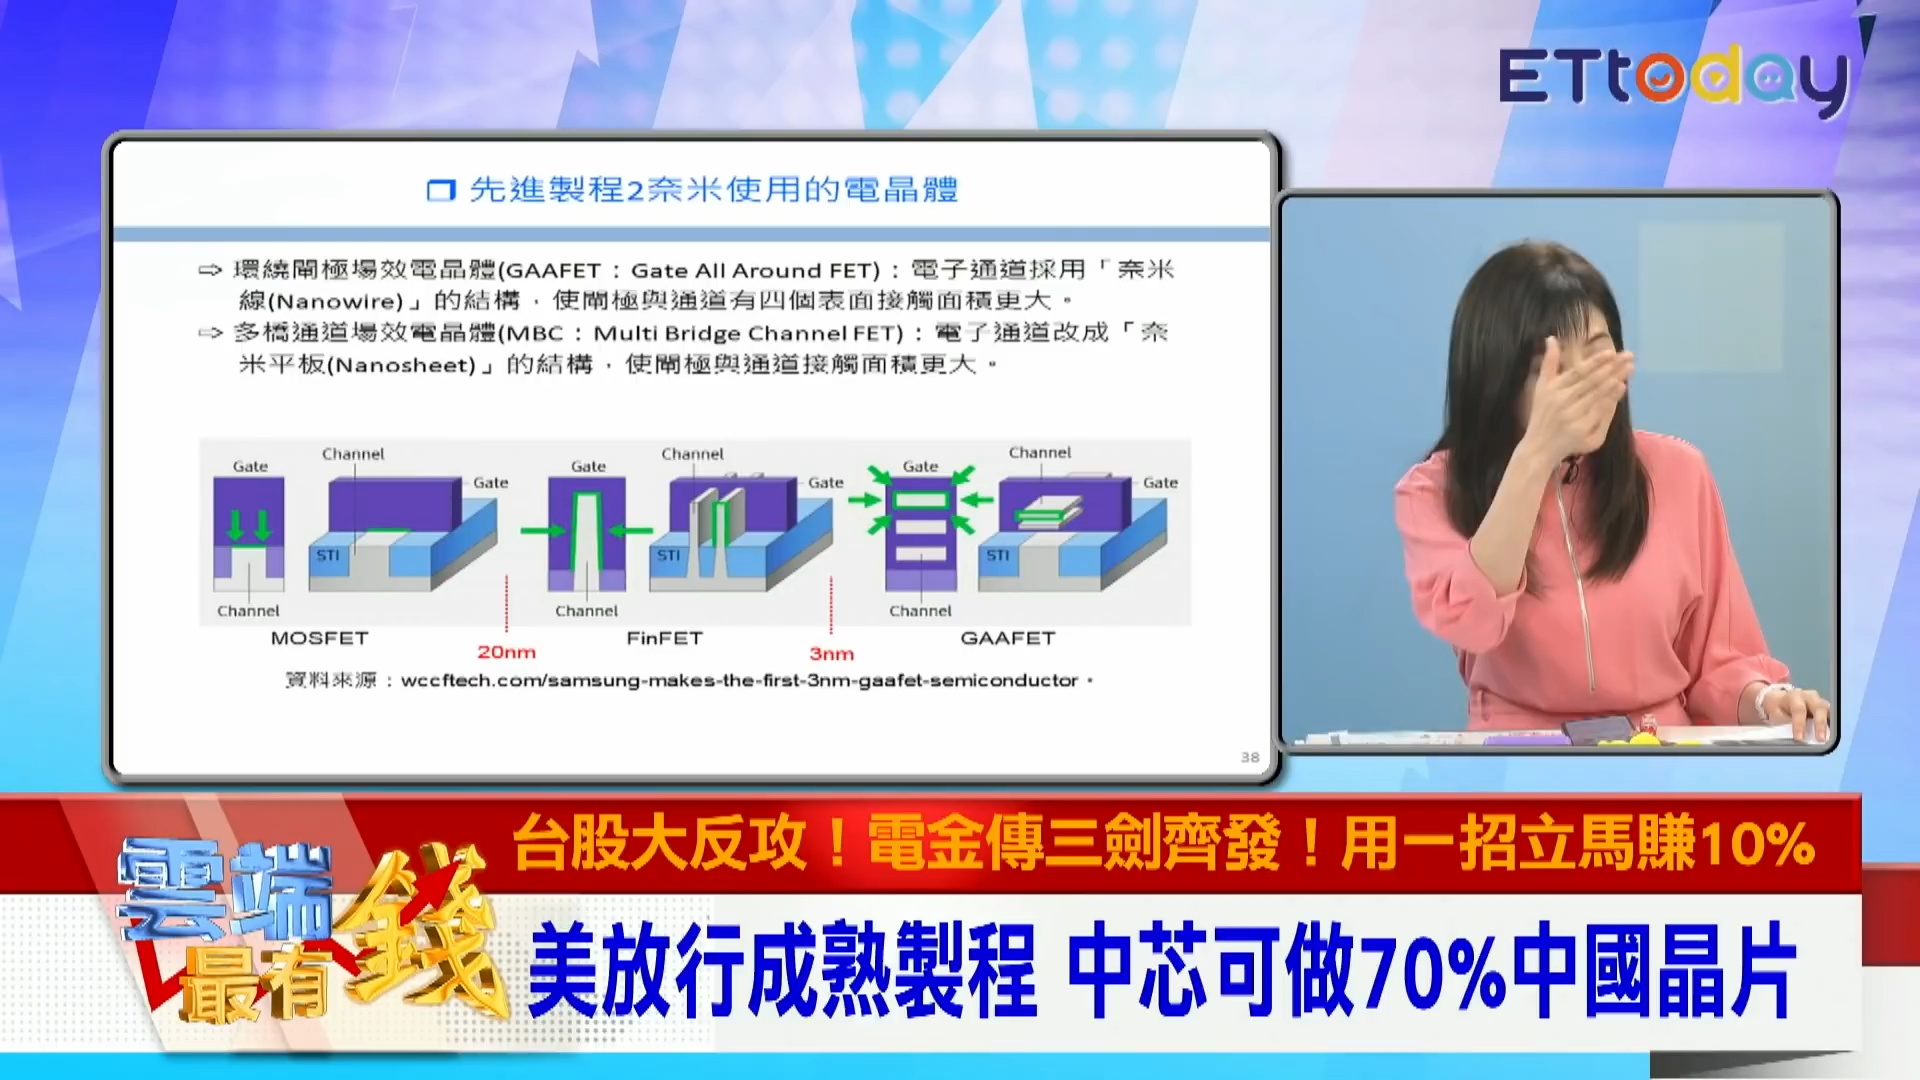 ETtoday
先進製程2奈米使用的電晶體
⇨ 環繞閘極場效電晶體(GAAFET：Gate All Around FET)：電子通道採用「奈米
線(Nanowire)」的結構，使閘極與通道有四個表面接觸面積更大。
⇨ 多橋通道場效電晶體(MBC：Multi Bridge Channel FET)：電子通道改成「奈
米平板(Nanosheet)」的結構，使閘極與通道接觸面積更大。
Gate
Channel
Gate
STI
Channel
MOSFET
20nm
Gate
Channel
Gate
STI
Channel
FinFET
3nm
Gate
Channel
Gate
STI
Channel
GAAFET
資料來源：wccftech.com/samsung-makes-the-first-3nm-gaafet-semiconductor。
38
雲端最有錢
台股大反攻！電金傳三劍齊發！用一招立馬賺10%
美放行成熟製程 中芯可做70%中國晶片